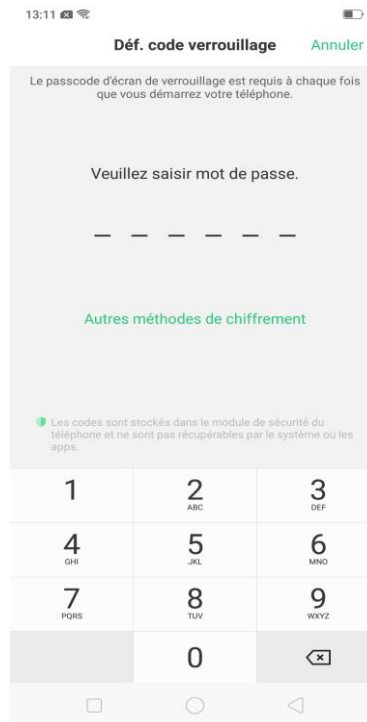 13:11
Déf. code verrouillage Annuler
Le passcode d'écran de verrouillage est requis à chaque fois
que vous démarrez votre téléphone.
Veuillez saisir mot de passe.
Autres méthodes de chiffrement
Les codes sont stockés dans le module de sécurité du
téléphone et ne sont pas récupérables par le système ou les
apps.
1 2 3
ABC DEF
4 5 6
GHI JKL MNO
7 8 9
PQRS TUV WXYZ
0